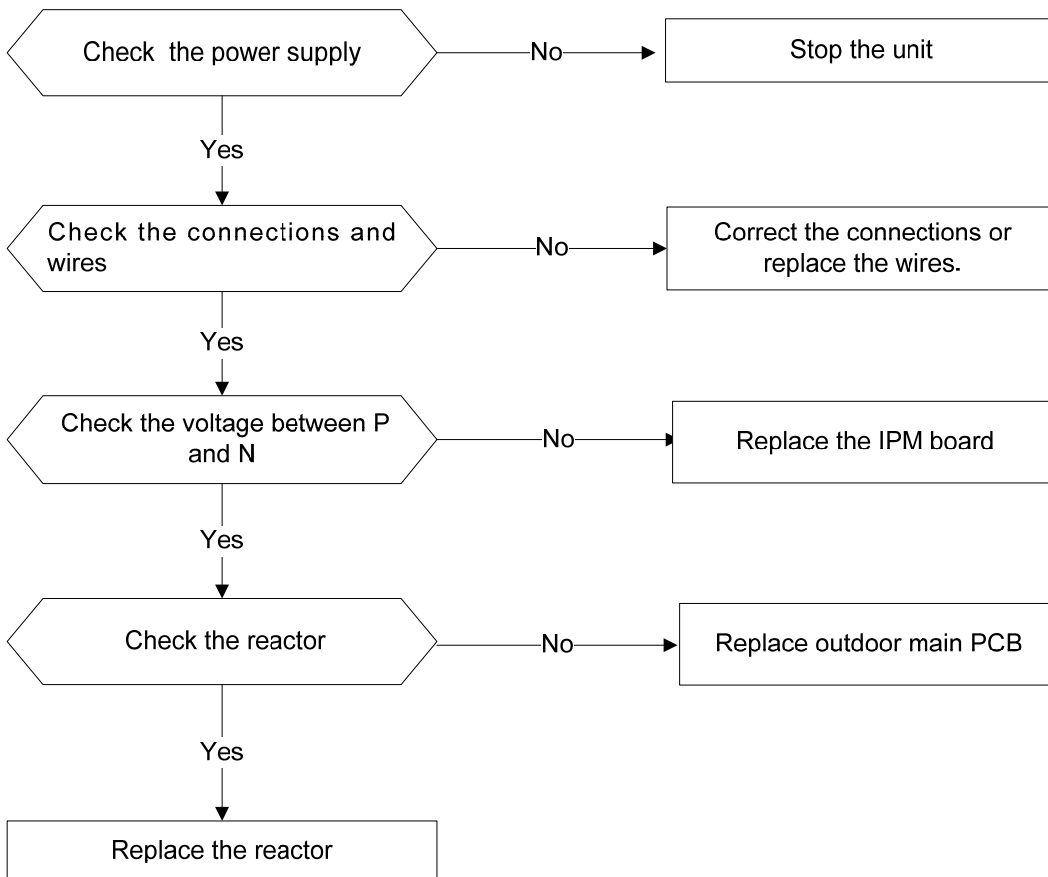 Check the power supply
No
Stop the unit
Yes
Check the connections and
wires
No
Correct the connections or
replace the wires.
Yes
Check the voltage between P
and N
No
Replace the IPM board
Yes
Check the reactor
No
Replace outdoor main PCB
Yes
Replace the reactor